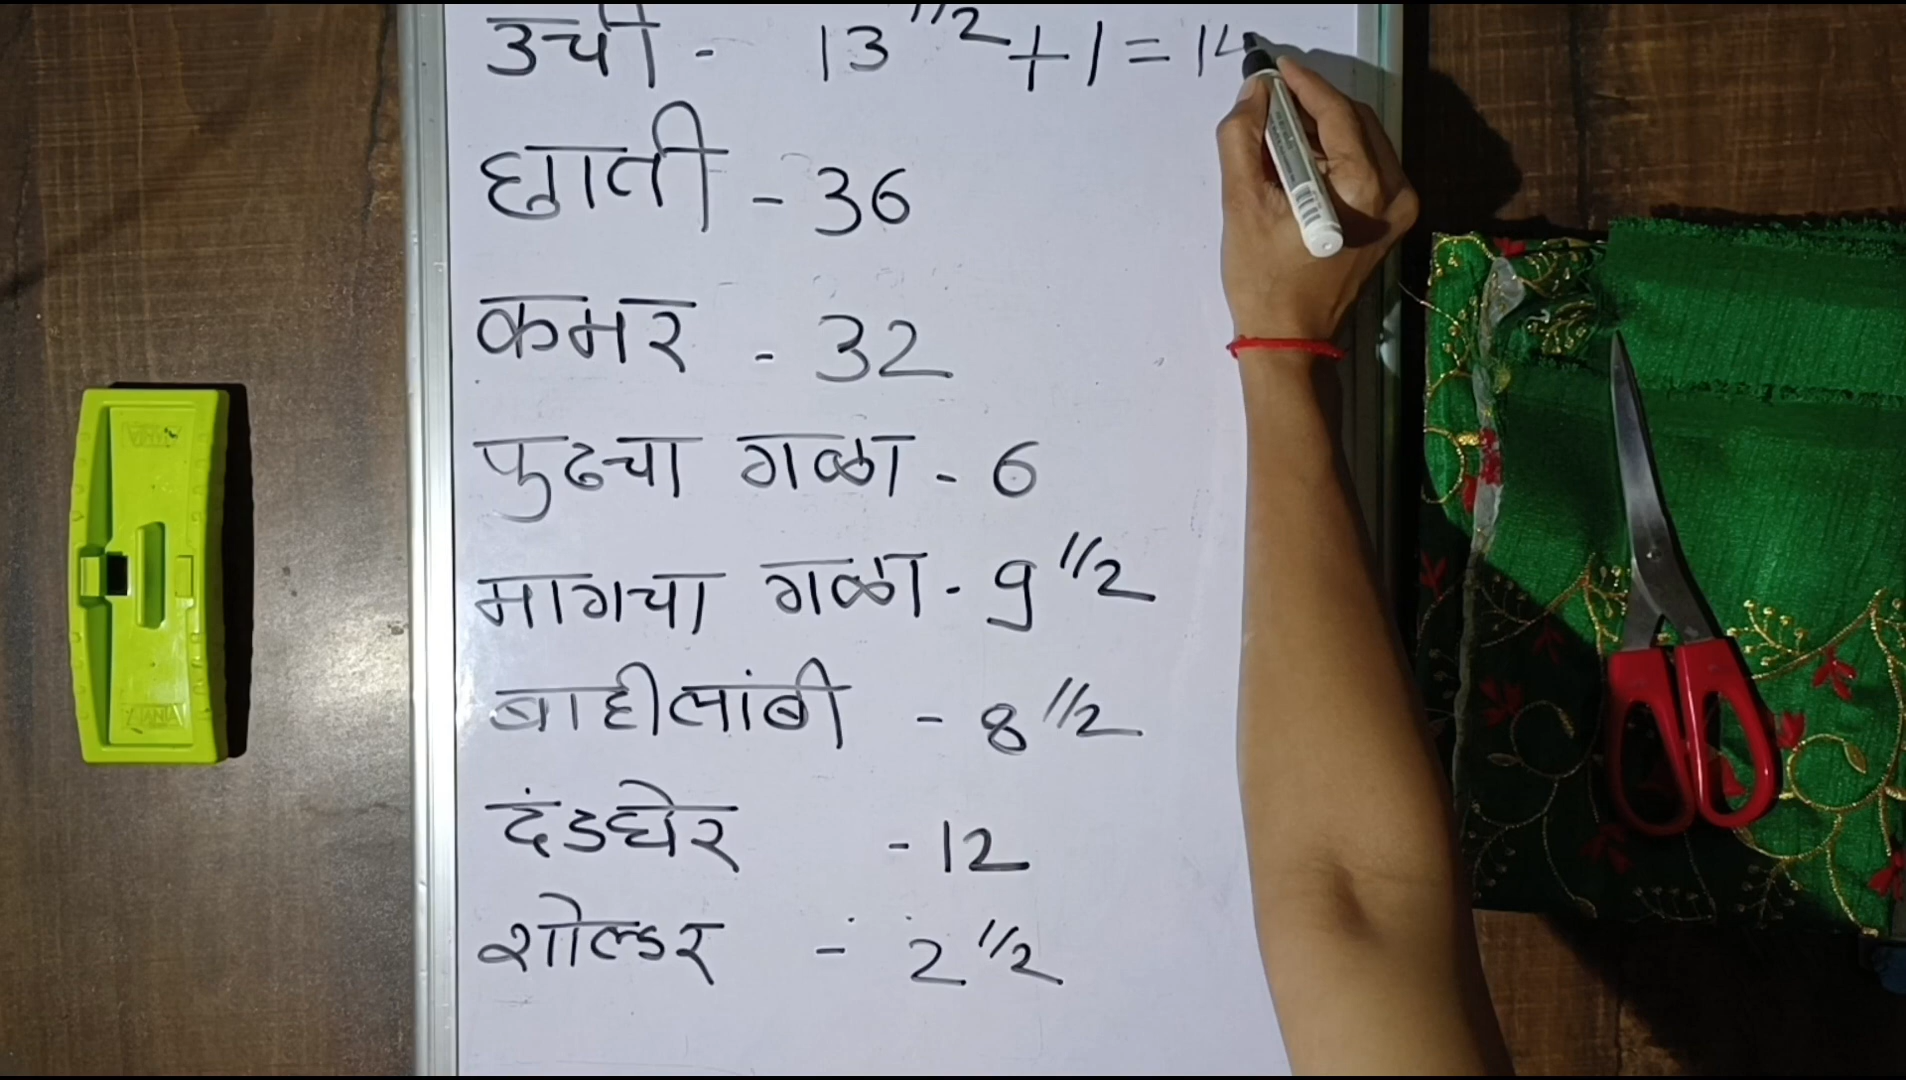 उंची - 13 1/2 + 1 = 14
छाती - 36
कमर - 32
पुढचा गळा - 6
मागचा गळा - 9 1/2
बाहीलांबी - 8 1/2
दंडघेर - 12
शोल्डर - 2 1/2